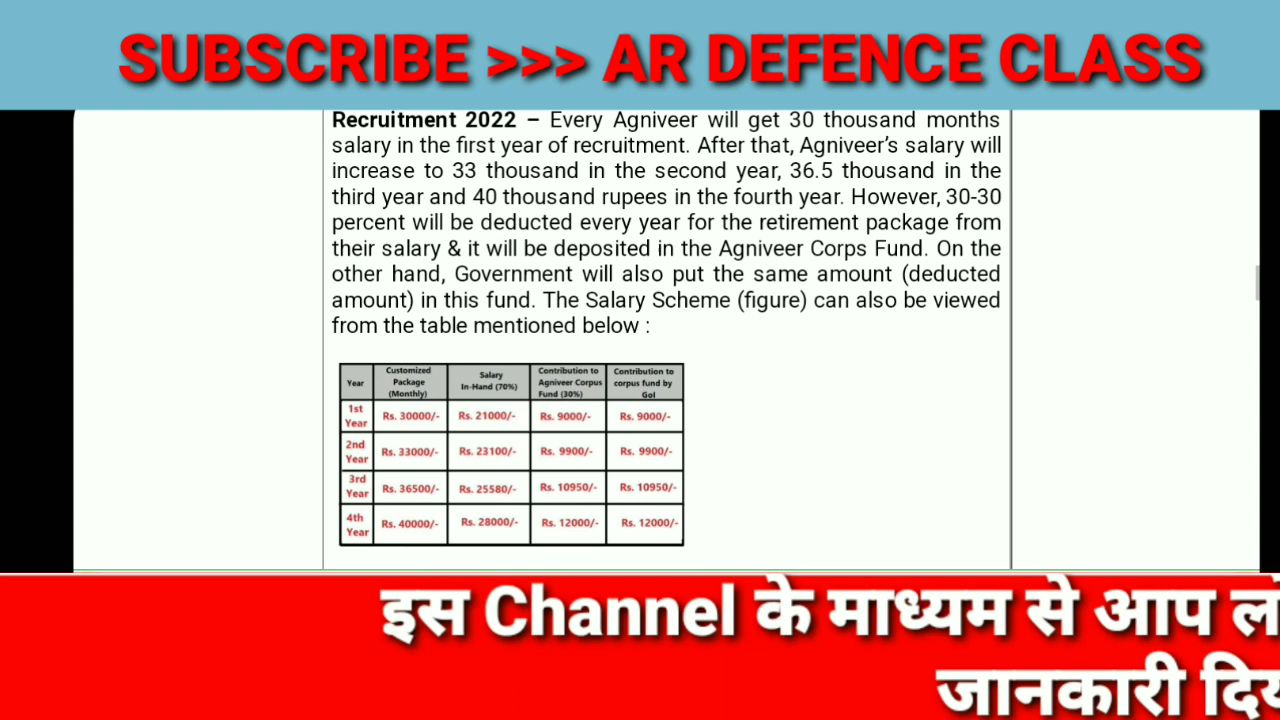 SUBSCRIBE >>> AR DEFENCE CLASS
Recruitment 2022 – Every Agniveer will get 30 thousand months
salary in the first year of recruitment. After that, Agniveer's salary will
increase to 33 thousand in the second year, 36.5 thousand in the
third year and 40 thousand rupees in the fourth year. However, 30-30
percent will be deducted every year for the retirement package from
their salary & it will be deposited in the Agniveer Corps Fund. On the
other hand, Government will also put the same amount (deducted
amount) in this fund. The Salary Scheme (figure) can also be viewed
from the table mentioned below :
Year Customized Package (Monthly) Salary In-Hand (70%) Contribution to Agniveer Corpus Fund (30%) Contribution to corpus fund by GoI
1st Year Rs. 30000/- Rs. 21000/- Rs. 9000/- Rs. 9000/-
2nd Year Rs. 33000/- Rs. 23100/- Rs. 9900/- Rs. 9900/-
3rd Year Rs. 36500/- Rs. 25580/- Rs. 10950/- Rs. 10950/-
4th Year Rs. 40000/- Rs. 28000/- Rs. 12000/- Rs. 12000/-
इस Channel के माध्यम से आप
जानकारी